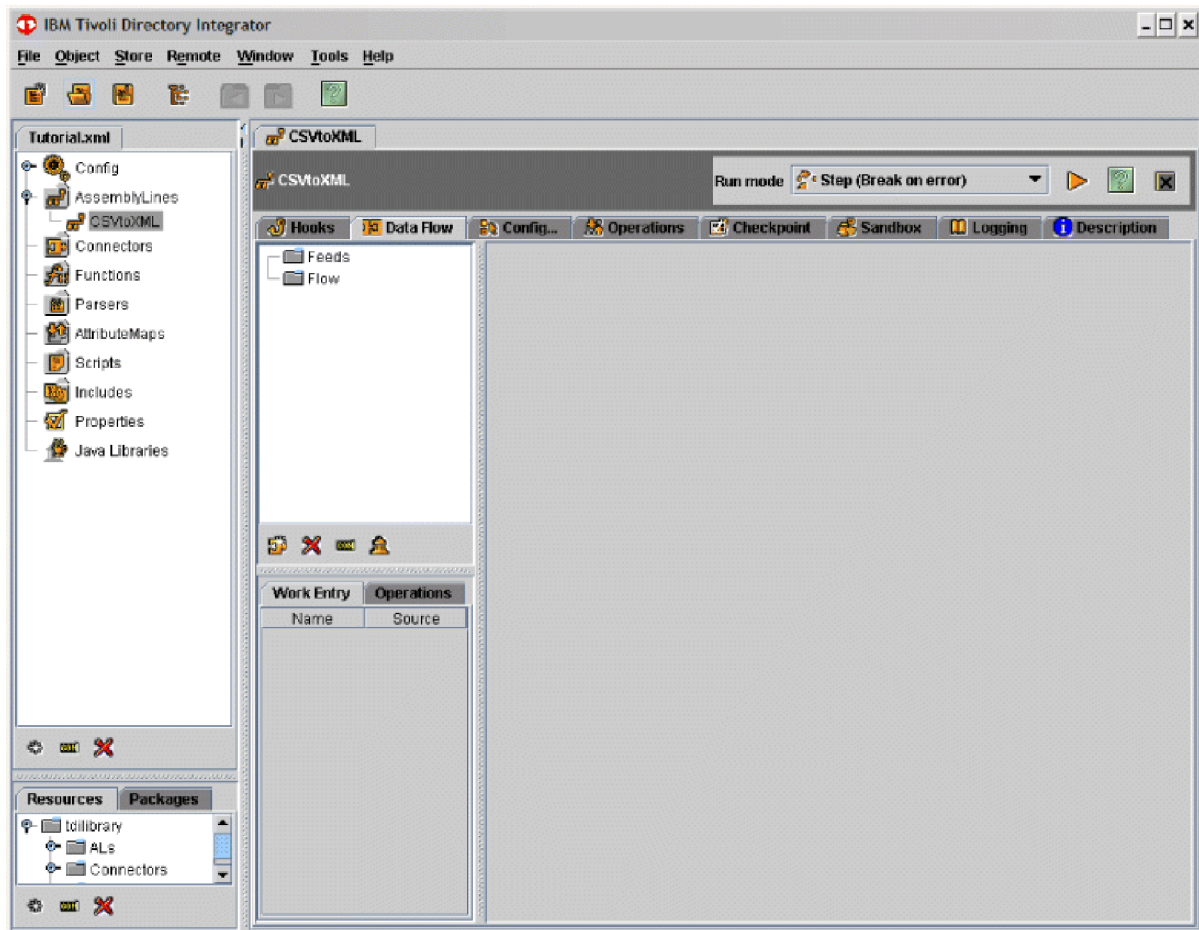 IBM Tivoli Directory Integrator
File Object Store Remote Window Tools Help
Tutorial.xml
Config
AssemblyLines
CSVtoXML
Connectors
Functions
Parsers
AttributeMaps
Scripts
Includes
Properties
Java Libraries
Resources Packages
tdilibrary
ALs
Connectors
CSVtoXML
CSVtoXML
Run mode Step (Break on error)
Hooks Data Flow Config... Operations Checkpoint Sandbox Logging Description
Feeds
Flow
Work Entry Operations
Name Source